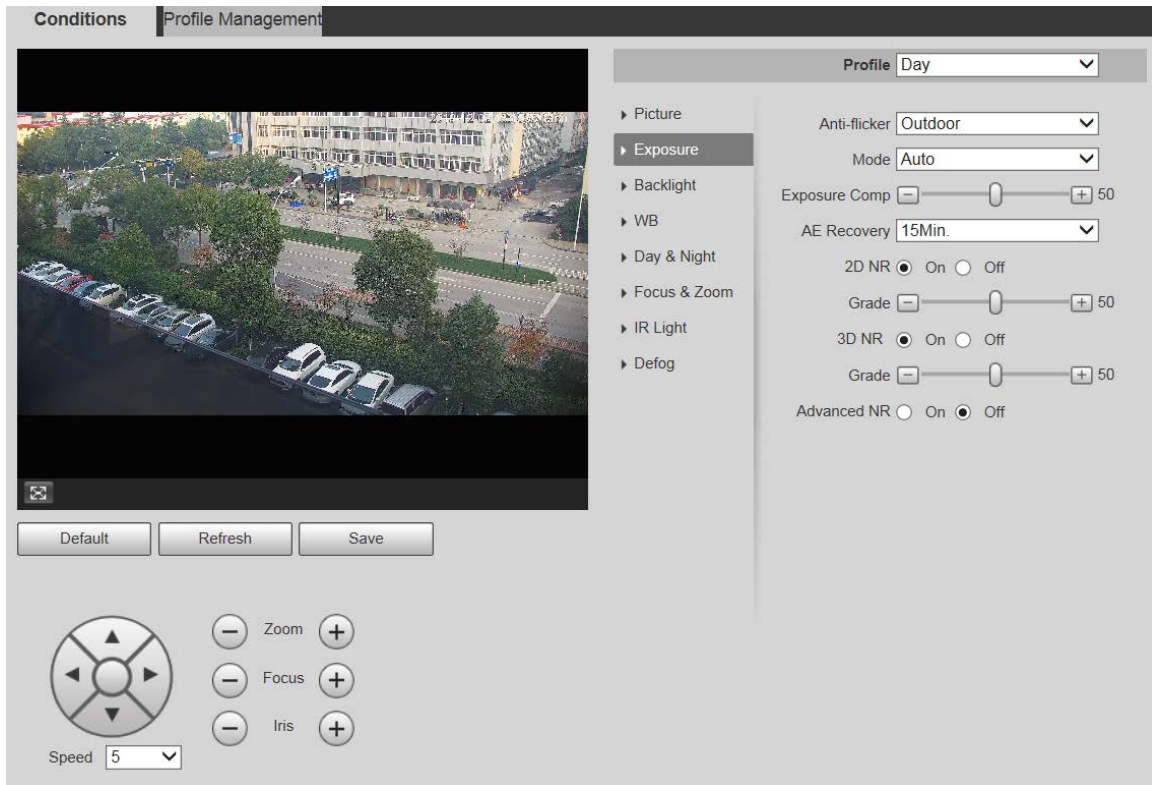 Conditions Profile Management
Profile Day
Picture
Exposure
Backlight
WB
Day & Night
Focus & Zoom
IR Light
Defog
Anti-flicker Outdoor
Mode Auto
Exposure Comp 50
AE Recovery 15Min.
2D NR On Off
Grade 50
3D NR On Off
Grade 50
Advanced NR On Off
Default Refresh Save
Zoom
Focus
Iris
Speed 5